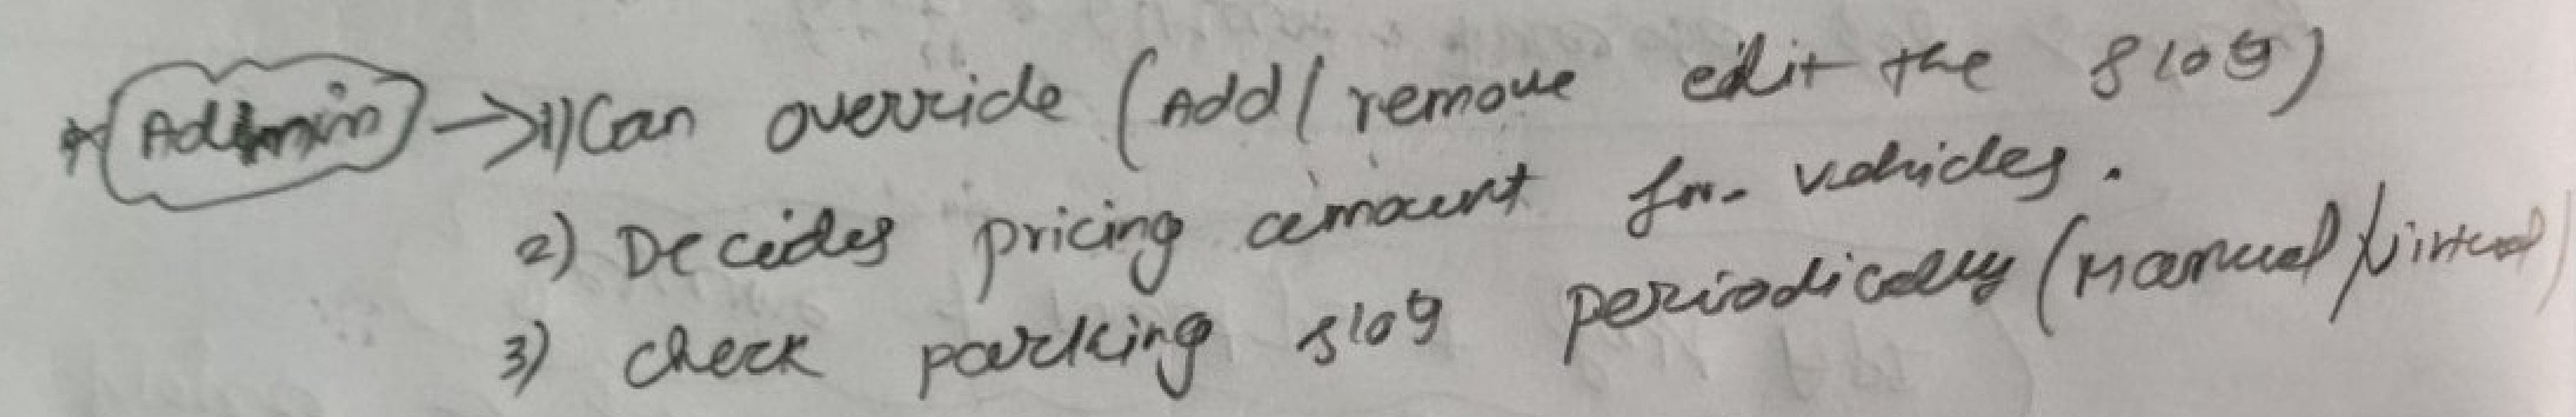 * Admin → 1) Can override (Add/remove edit the slots)
2) Decides pricing amount for vehicles.
3) check parking slots periodically (Manual/Virtual)